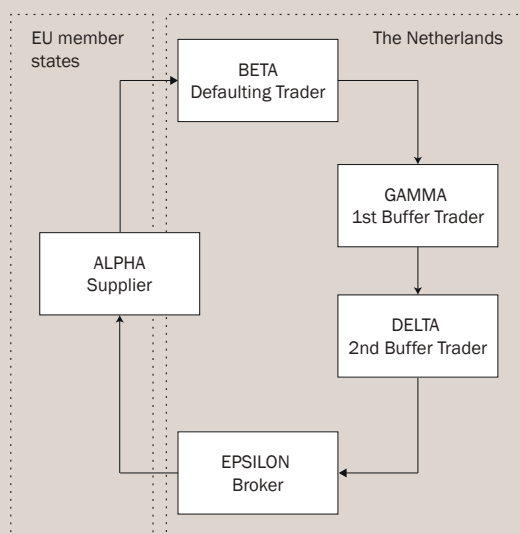 EU member
states
The Netherlands
BETA
Defaulting Trader
GAMMA
1st Buffer Trader
ALPHA
Supplier
DELTA
2nd Buffer Trader
EPSILON
Broker